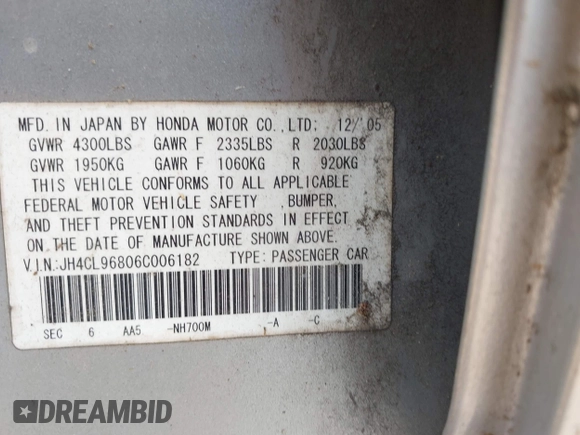 MFD. IN JAPAN BY HONDA MOTOR CO.,LTD: 12/'05
GVWR 4300LBS GAWR F 2335LBS R 2030LBS
GVWR 1950KG GAWR F 1060KG R 920KG
THIS VEHICLE CONFORMS TO ALL APPLICABLE
FEDERAL MOTOR VEHICLE SAFETY ,BUMPER,
AND THEFT PREVENTION STANDARDS IN EFFECT
ON THE DATE OF MANUFACTURE SHOWN ABOVE.
V.I.N.:JH4CL96806C006182 TYPE: PASSENGER CAR
SEC 6 AA5 -NH700M -A -C
DREAMBID